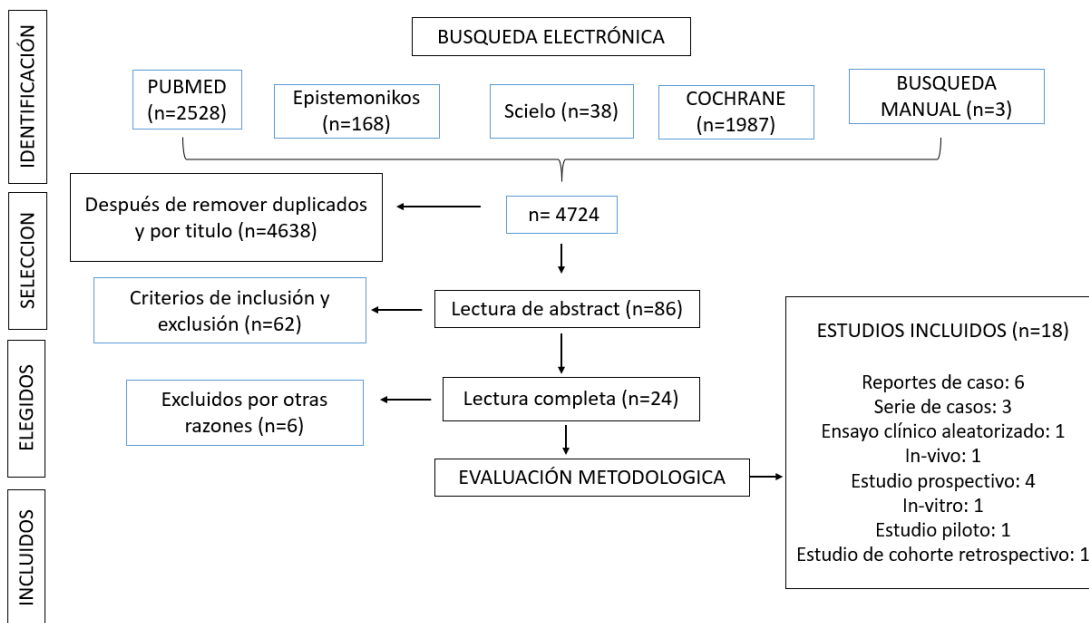 IDENTIFICACIÓN
BUSQUEDA ELECTRÓNICA
PUBMED
(n=2528)
Epistemonikos
(n=168)
Scielo (n=38)
COCHRANE
(n=1987)
BUSQUEDA
MANUAL (n=3)
SELECCION
Después de remover duplicados
y por titulo (n=4638)
n= 4724
Criterios de inclusión y
exclusión (n=62)
Lectura de abstract (n=86)
ELEGIDOS
Excluidos por otras
razones (n=6)
Lectura completa (n=24)
EVALUACIÓN METODOLOGICA
INCLUIDOS
ESTUDIOS INCLUIDOS (n=18)
Reportes de caso: 6
Serie de casos: 3
Ensayo clínico aleatorizado: 1
In-vivo: 1
Estudio prospectivo: 4
In-vitro: 1
Estudio piloto: 1
Estudio de cohorte retrospectivo: 1